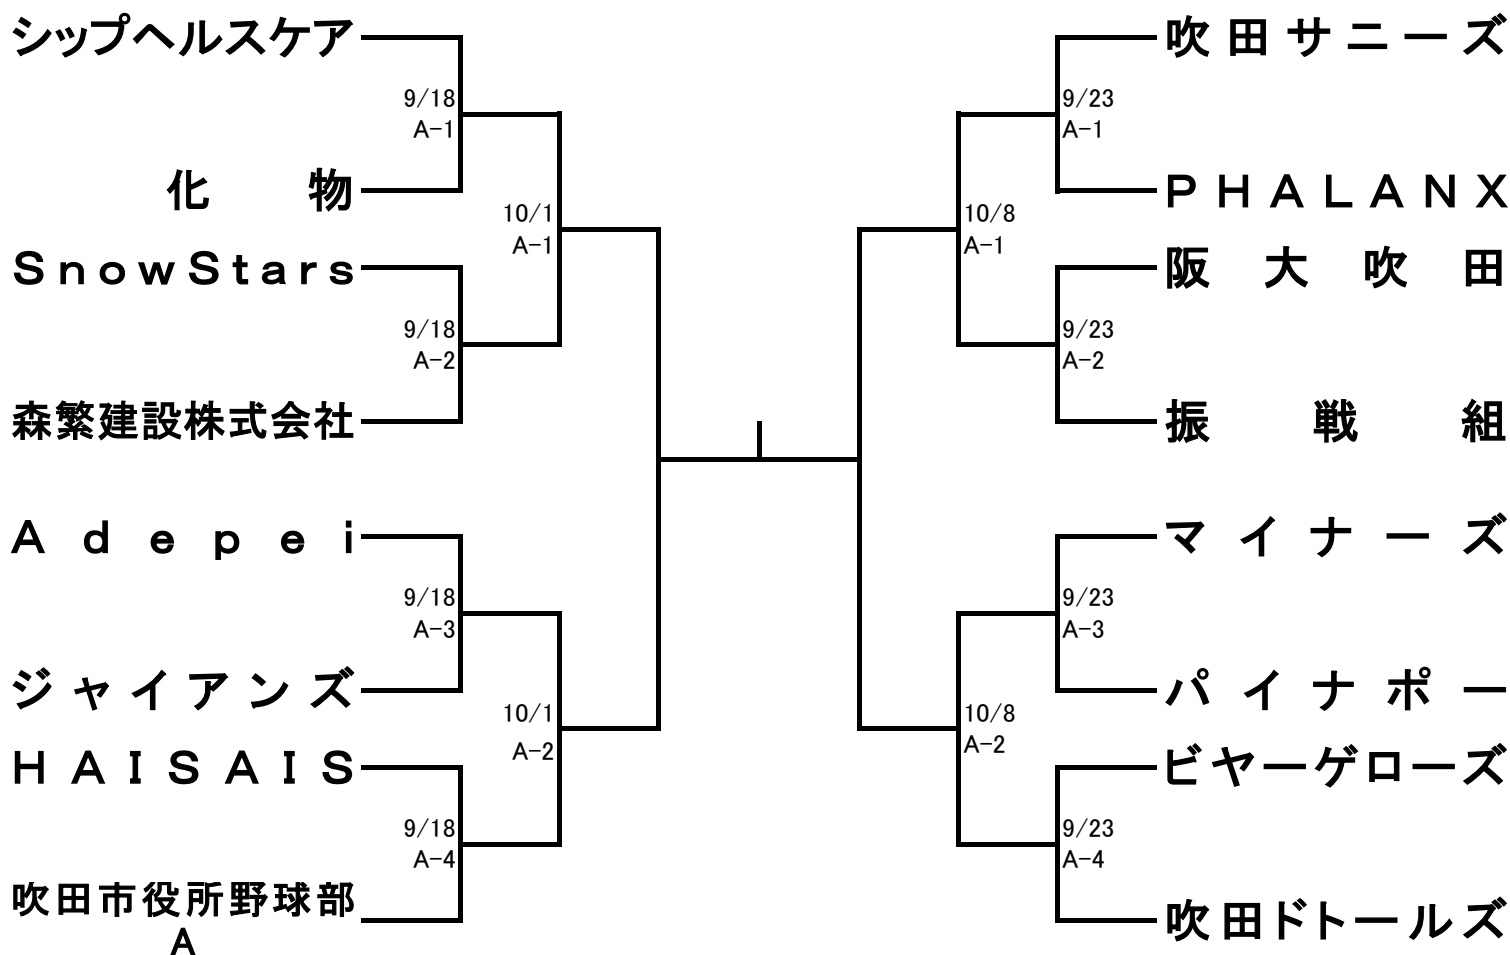 シップヘルスケア
9/18
A-1
化物
10/1
A-1
SnowStars
9/18
A-2
森繁建設株式会社
Adepei
9/18
A-3
ジャイアンズ
10/1
A-2
HAISAIS
9/18
A-4
吹田市役所野球部
A
吹田サニーズ
9/23
A-1
PHALANX
10/8
A-1
阪大吹田
9/23
A-2
振戦組
マイナーズ
9/23
A-3
パイナポー
10/8
A-2
ビヤーゲローズ
9/23
A-4
吹田ドトールズ